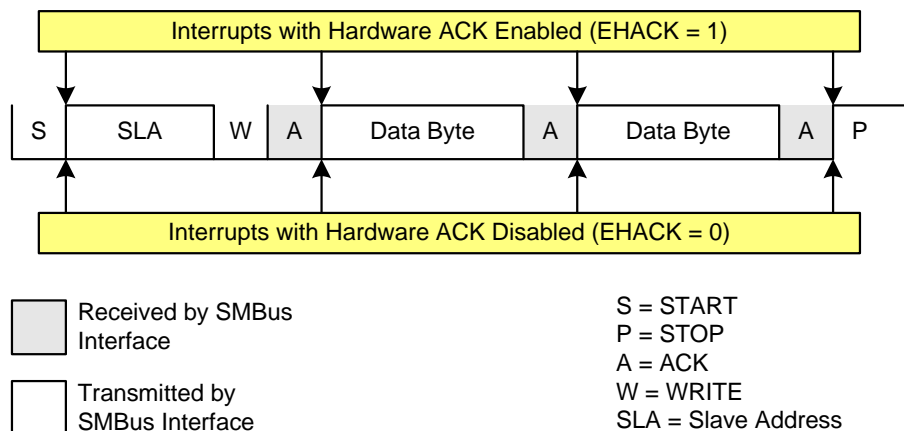 Interrupts with Hardware ACK Enabled (EHACK = 1)
S SLA W A Data Byte A Data Byte A P
Interrupts with Hardware ACK Disabled (EHACK = 0)
Received by SMBus
Interface
Transmitted by
SMBus Interface
S = START
P = STOP
A = ACK
W = WRITE
SLA = Slave Address